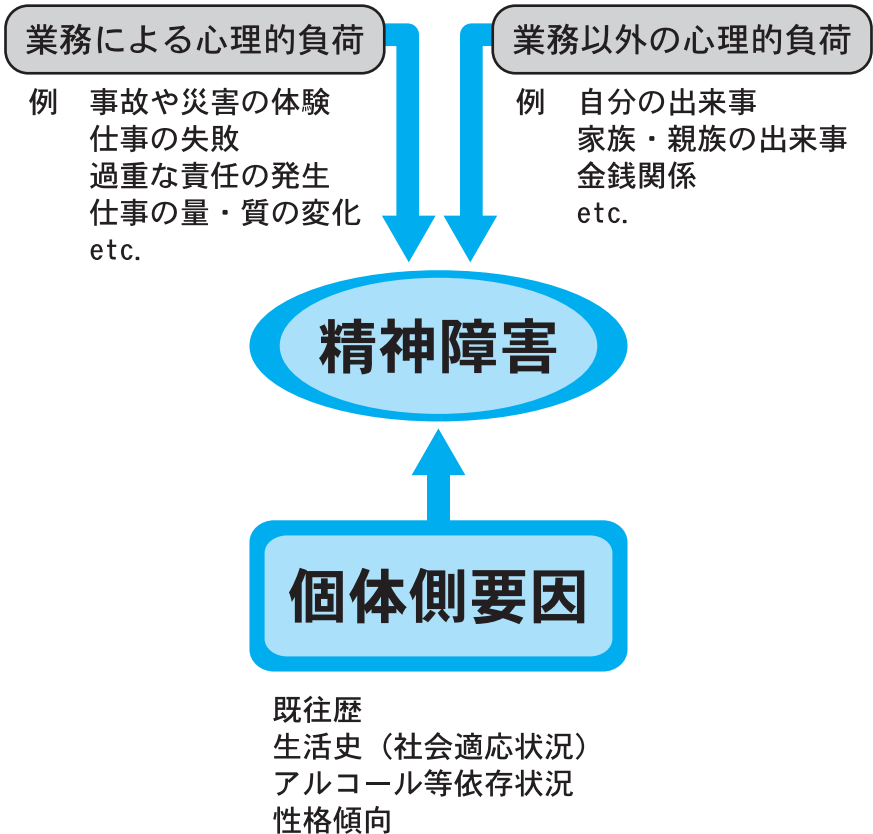 業務による心理的負荷
例 事故や災害の体験
仕事の失敗
過重な責任の発生
仕事の量・質の変化
etc.
業務以外の心理的負荷
例 自分の出来事
家族・親族の出来事
金銭関係
etc.
精神障害
個体側要因
既往歴
生活史（社会適応状況）
アルコール等依存状況
性格傾向